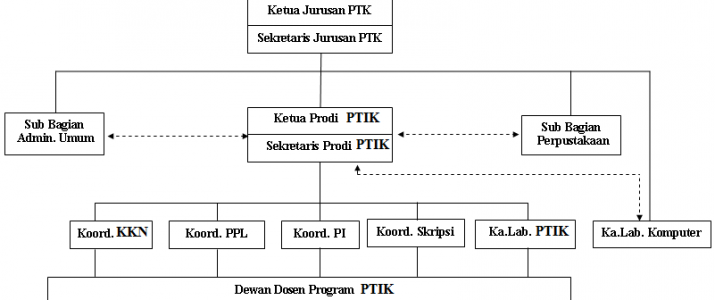 Ketua Jurusan PTK
Sekretaris Jurusan PTK
Sub Bagian
Admin. Umum
Ketua Prodi PTIK
Sekretaris Prodi PTIK
Sub Bagian
Perpustakaan
Koord. KKN
Koord. PPL
Koord. PI
Koord. Skripsi
Ka.Lab. PTIK
Ka.Lab. Komputer
Dewan Dosen Program PTIK